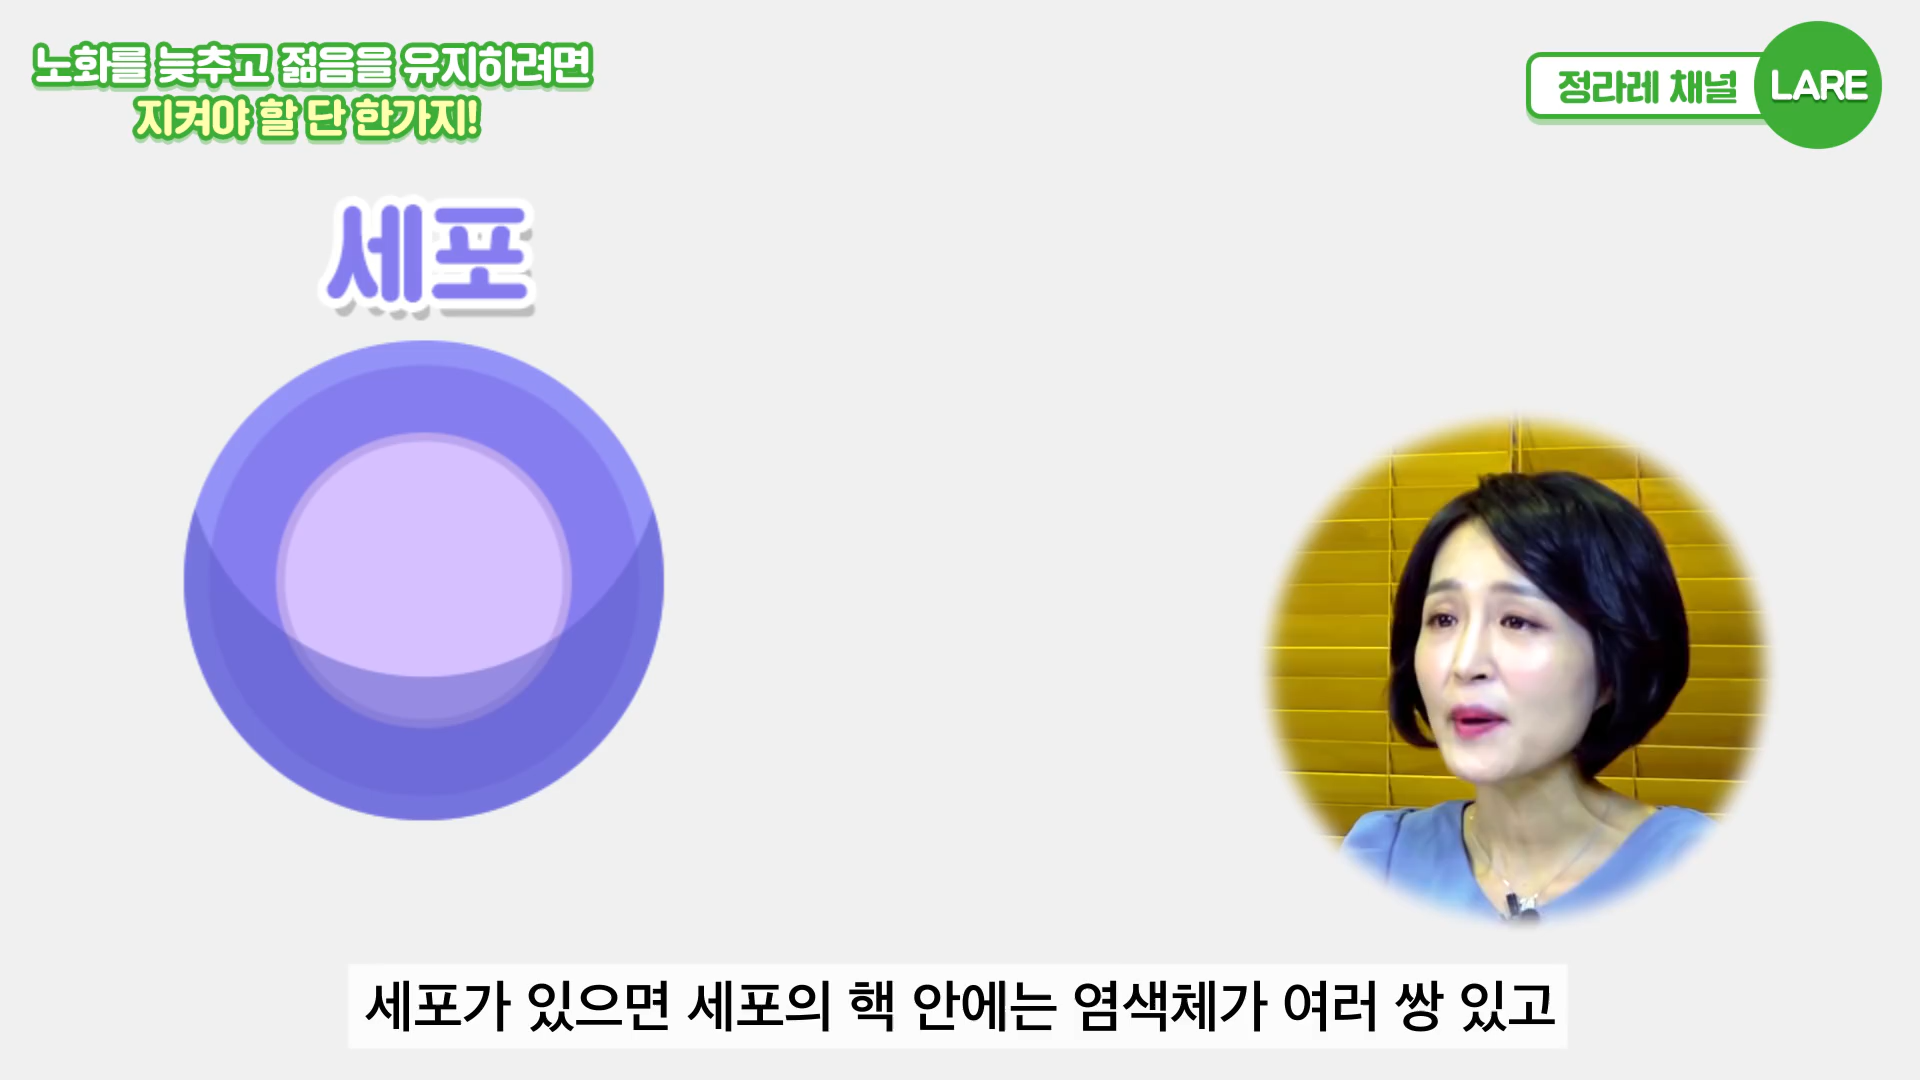 노화를 늦추고 젊음을 유지하려면
지켜야 할 단 한가지!
정라레 채널
LARE
세포
세포가 있으면 세포의 핵 안에는 염색체가 여러 쌍 있고